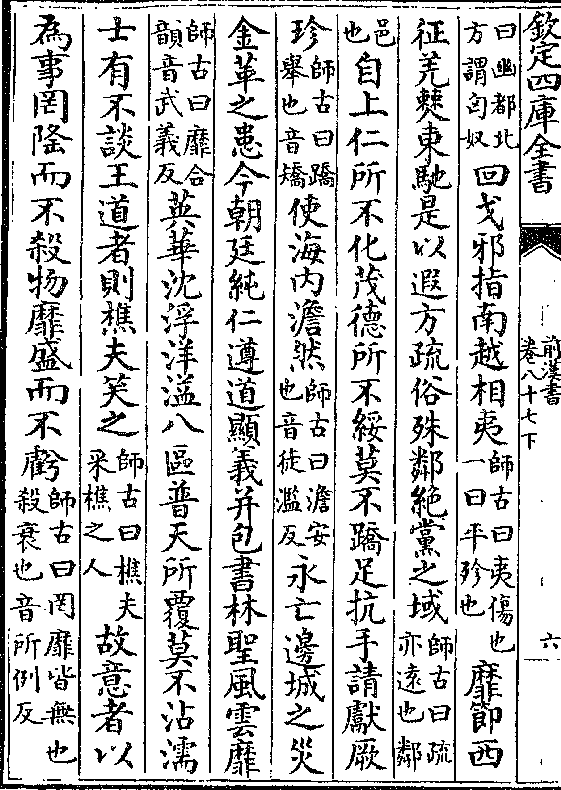 欽定四庫全書
前漢書
卷八十七下
六
曰幽都北方謂匈奴回戈邪指南越相夷師古曰夷傷也一曰平殄也靡節西
征羌僰東馳是以遐方疏俗殊鄰絕黨之域師古曰疏亦遠也鄰
邑也自上仁所不化茂德所不綏莫不蹻足抗手請獻厥
珍師古曰蹻舉也音矯使海内澹然師古曰澹安也音徒濫反永亡邊城之災
金革之患今朝廷純仁遵道顯義并包書林聖風雲靡
師古曰靡合韻音武義反英華沈浮洋溢八區普天所覆莫不沾濡
士有不談王道者則樵夫笑之師古曰樵夫采樵之人故意者以
為事罔隆而不殺物靡盛而不虧師古曰罔靡皆無也殺衰也音所例反